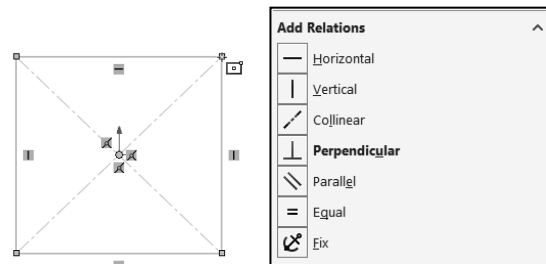 Add Relations
Horizontal
Vertical
Collinear
Perpendicular
Parallel
Equal
Fix